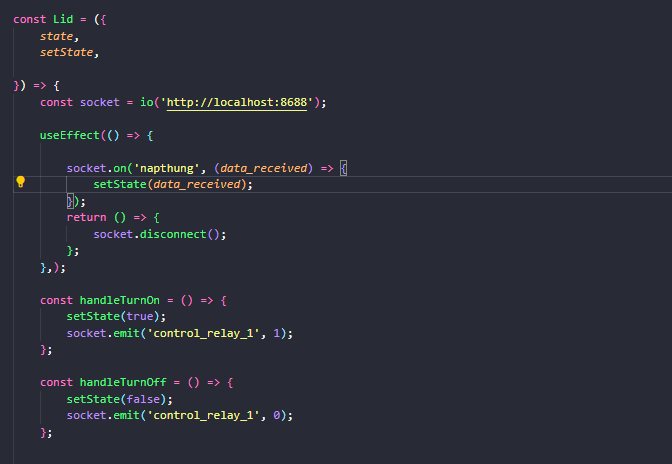 const Lid = ({
    state,
    setState,
}) => {
    const socket = io('http://localhost:8688');
    useEffect(() => {
        socket.on('napthung', (data_received) => {
            setState(data_received);
        });
        return () => {
            socket.disconnect();
        };
    },);
    const handleTurnOn = () => {
        setState(true);
        socket.emit('control_relay_1', 1);
    };
    const handleTurnOff = () => {
        setState(false);
        socket.emit('control_relay_1', 0);
    };